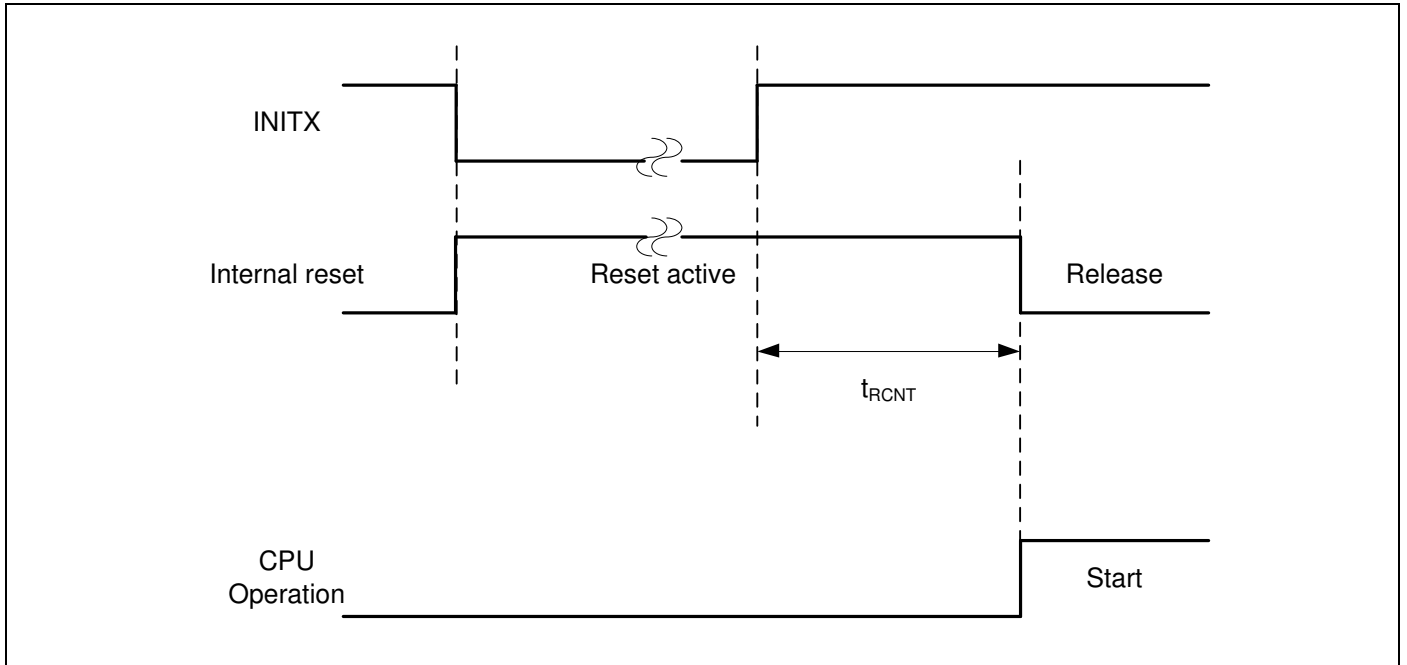 INITX
Internal reset
Reset active
Release
tRCNT
CPU
Operation
Start